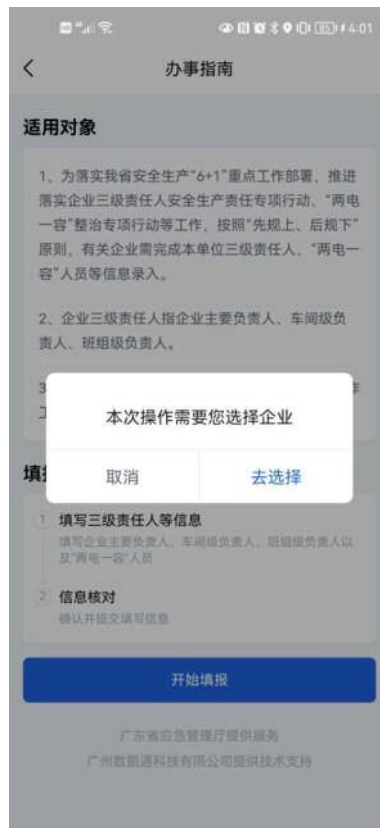 4:01
办事指南
适用对象
1、为落实我省安全生产“6+1”重点工作部署，推进
落实企业三级责任人安全生产责任专项行动、“两电
一容”整治专项行动等工作，按照“先规上、后规下”
原则，有关企业需完成本单位三级责任人、“两电一
容”人员等信息录入。
2、企业三级责任人指企业主要负责人、车间级负
责人、班组级负责人。
3
本次操作需要您选择企业
取消
去选择
填
1 填写三级责任人等信息
填写企业主要负责人、车间级负责人、班组级负责人以
及“两电一容”人员
2 信息核对
确认并提交填写信息
开始填报
广东省应急管理厅提供服务
广州数鹏通科技有限公司提供技术支持